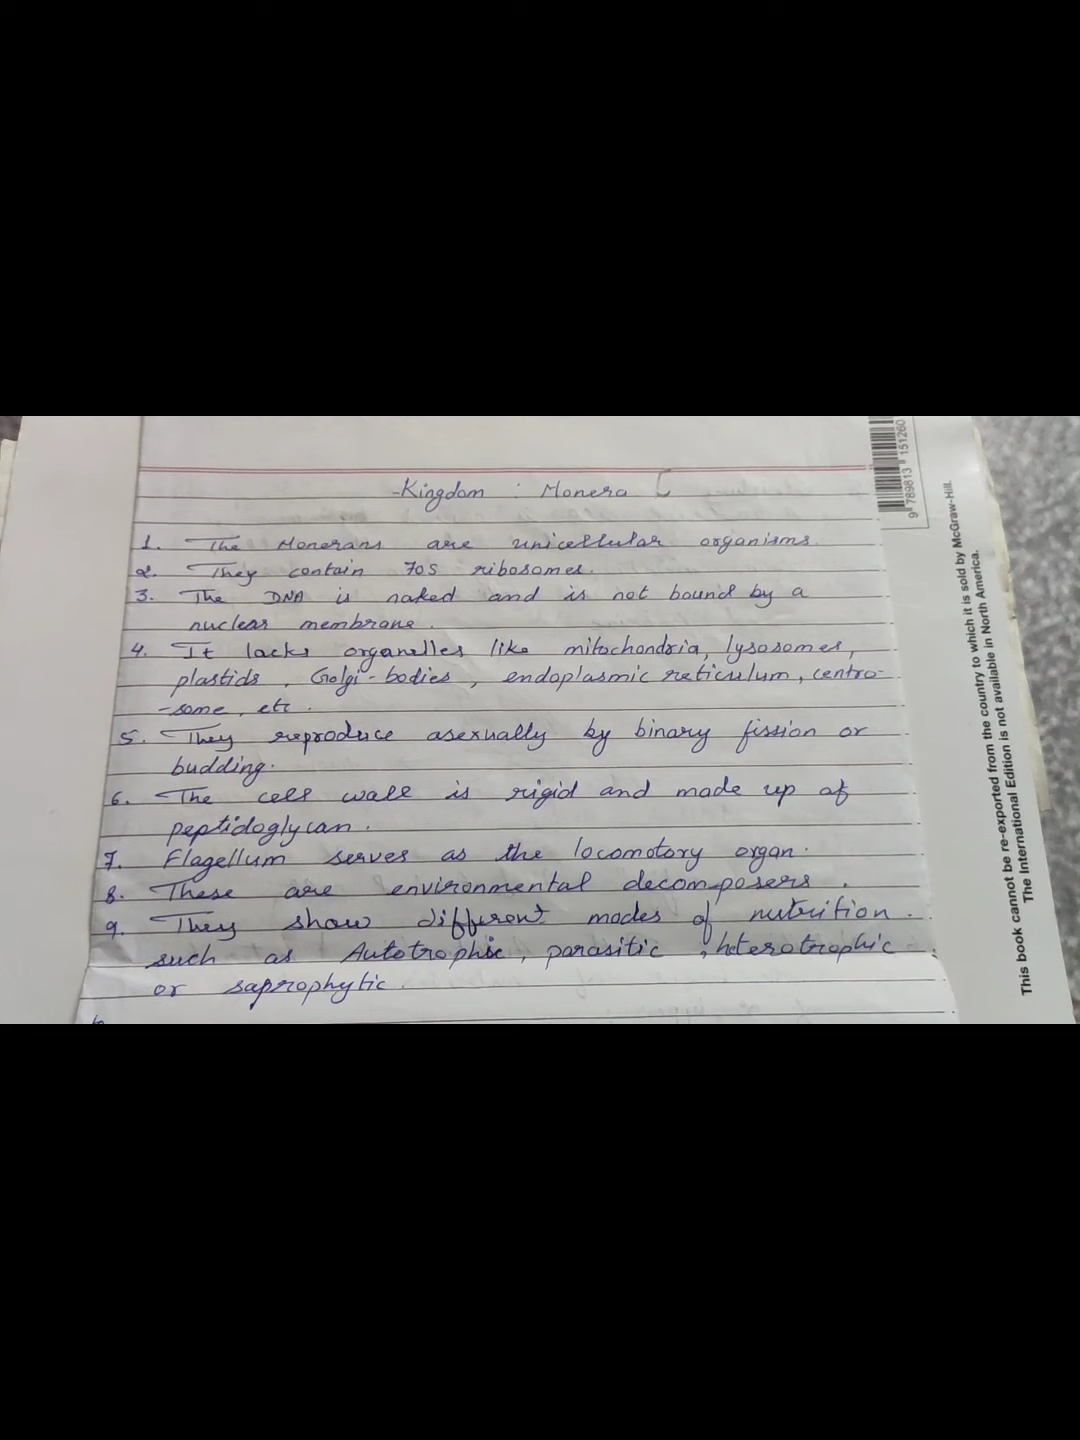 Kingdom : Monera
1. The Monerans are unicellular organisms.
2. They contain 70S ribosomes.
3. The DNA is naked and is not bound by a
nuclear membrane.
4. It lacks organelles like mitochondria, lysosomes,
plastids, Golgi-bodies, endoplasmic reticulum, centro-
-some, etc.
5. They reproduce asexually by binary fission or
budding.
6. The cell wall is rigid and made up of
peptidoglycan.
7. Flagellum serves as the locomotory organ.
8. These are environmental decomposers.
9. They show different modes of nutrition.
such as Autotrophic, parasitic, heterotrophic
or saprophytic.
9 789813 151260
This book cannot be re-exported from the country to which it is sold by McGraw-Hill.
The International Edition is not available in North America.